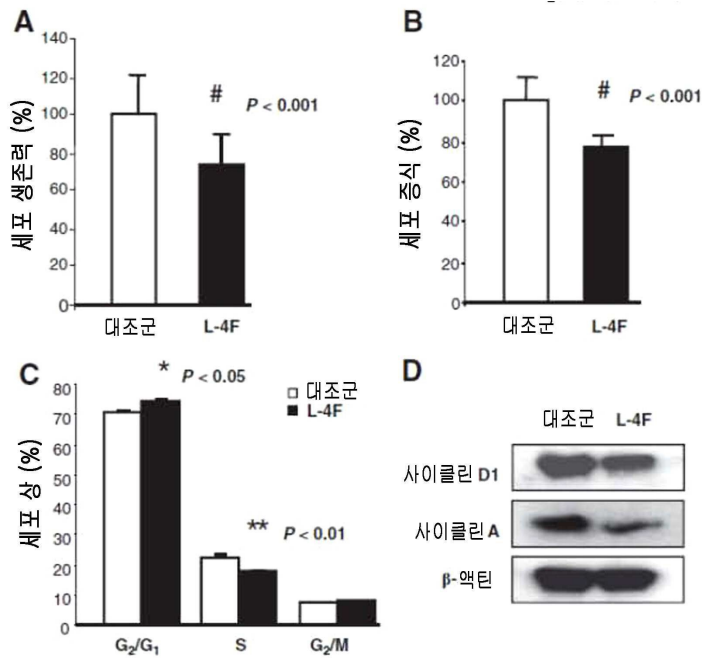 A
140
120
100
80
60
40
20
0
세포 생존력 (%)
#
P < 0.001
대조군
L-4F
B
120
100
80
60
40
20
0
세포 증식 (%)
#
P < 0.001
대조군
L-4F
C
80
70
60
50
40
30
20
10
0
세포 상 (%)
*
P < 0.05
대조군
L-4F
**
P < 0.01
G₂/G₁
S
G₂/M
D
대조군
L-4F
사이클린 D1
사이클린 A
β-액틴